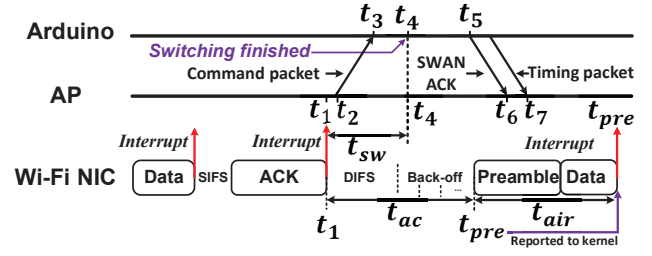 t3 t4 t5
Arduino
Switching finished
SWAN ACK
Command packet
Timing packet
AP
t1 t2 t4 t6 t7 tpre
Interrupt Interrupt Interrupt
tsw
Wi-Fi NIC
Data SIFS ACK DIFS Back-off ... Preamble Data
tac tair
t1 tpre
Reported to kernel